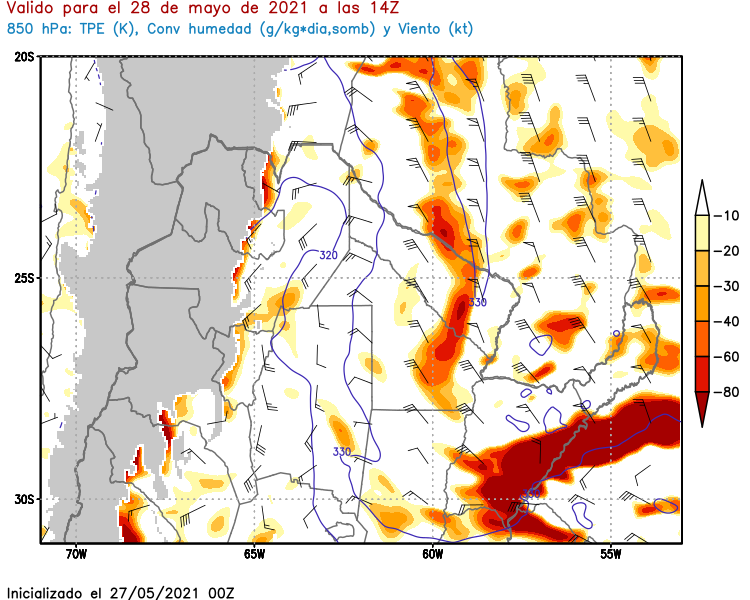 Valido para el 28 de mayo de 2021 a las 14Z
850 hPa: TPE (K), Conv humedad (g/kg*dia,somb) y Viento (kt)
20S
25S
30S
70W
65W
60W
55W
320
330
330
-10
-20
-30
-60
-80
Inicializado el 27/05/2021 00Z